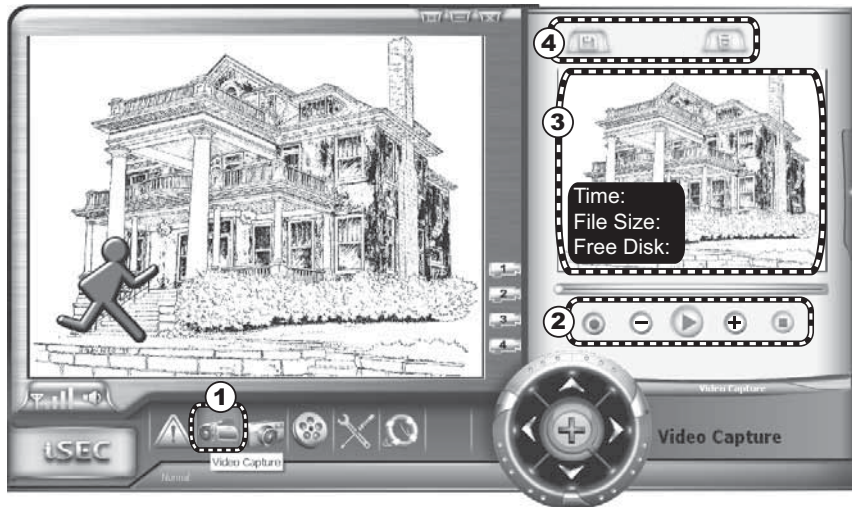 4
3
Time:
File Size:
Free Disk:
1
2
3
4
2
Video Capture
1
iSEC
Video Capture
Video Capture
Normal